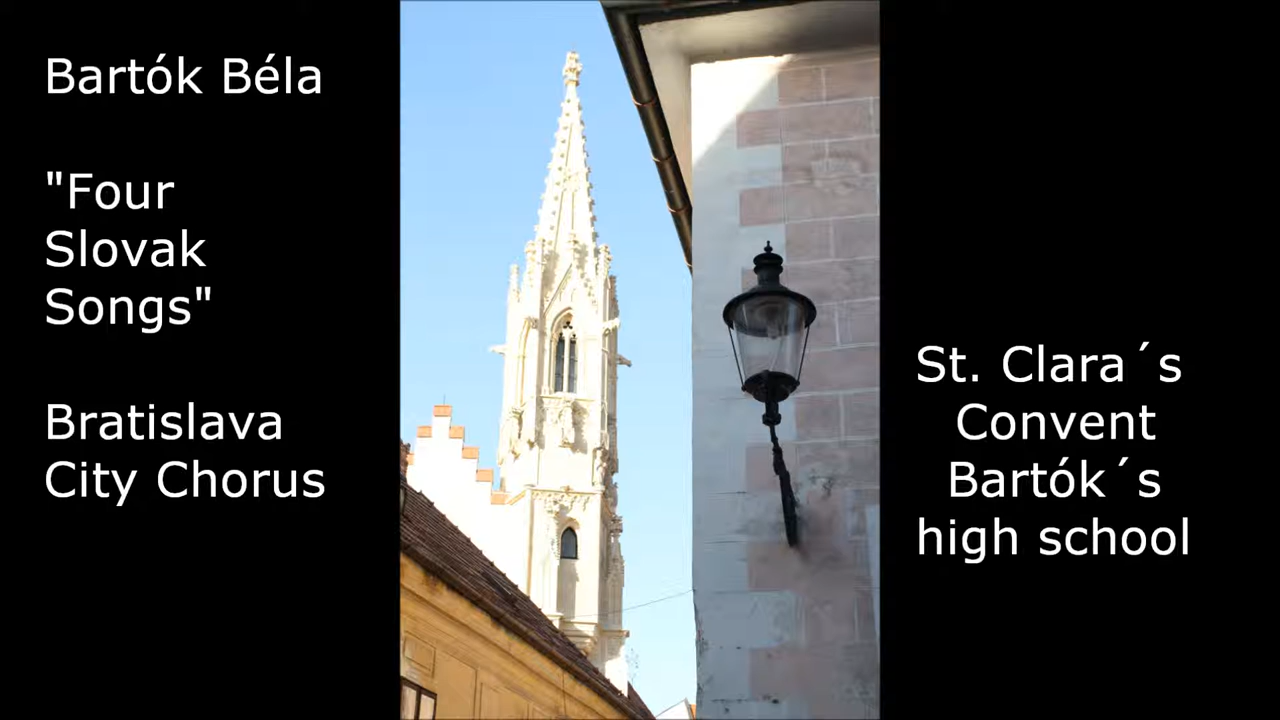 Bartók Béla
"Four
Slovak
Songs"
Bratislava
City Chorus
St. Clara´s
Convent
Bartók´s
high school